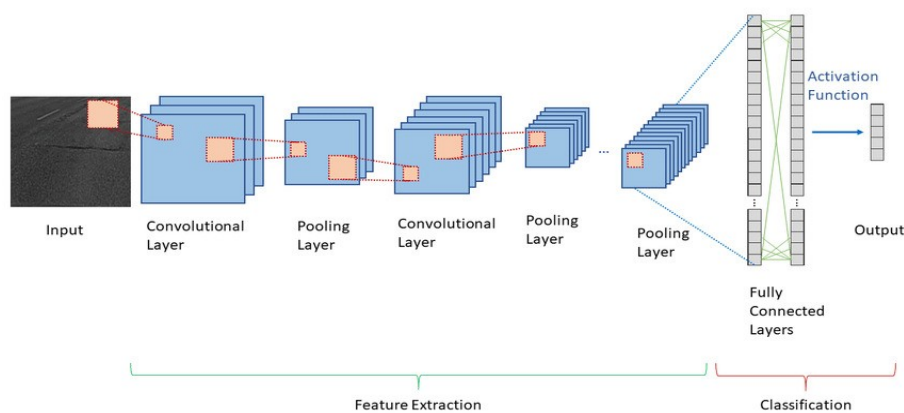 Activation
Function
Input
Convolutional
Layer
Pooling
Layer
Convolutional
Layer
Pooling
Layer
...
Pooling
Layer
Output
Fully
Connected
Layers
Feature Extraction
Classification